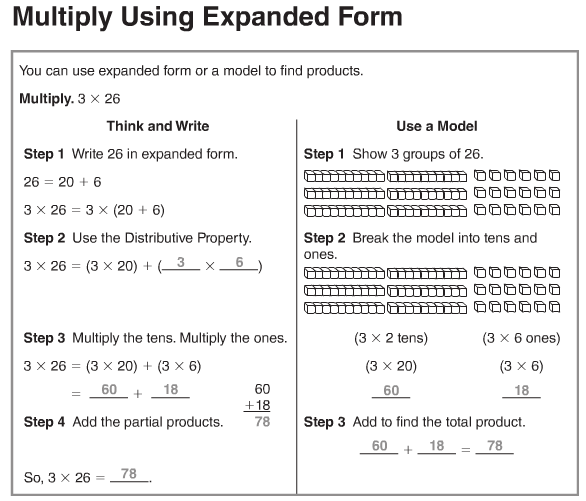 Multiply Using Expanded Form
You can use expanded form or a model to find products.
Multiply. 3 × 26
Think and Write
Step 1 Write 26 in expanded form.
26 = 20 + 6
3 × 26 = 3 × (20 + 6)
Step 2 Use the Distributive Property.
3 × 26 = (3 × 20) + ( 3 × 6 )
Step 3 Multiply the tens. Multiply the ones.
3 × 26 = (3 × 20) + (3 × 6)
= 60 + 18
60
+18
78
Step 4 Add the partial products.
So, 3 × 26 = 78 .
Use a Model
Step 1 Show 3 groups of 26.
Step 2 Break the model into tens and
ones.
(3 × 2 tens) (3 × 6 ones)
(3 × 20) (3 × 6)
60 18
Step 3 Add to find the total product.
60 + 18 = 78